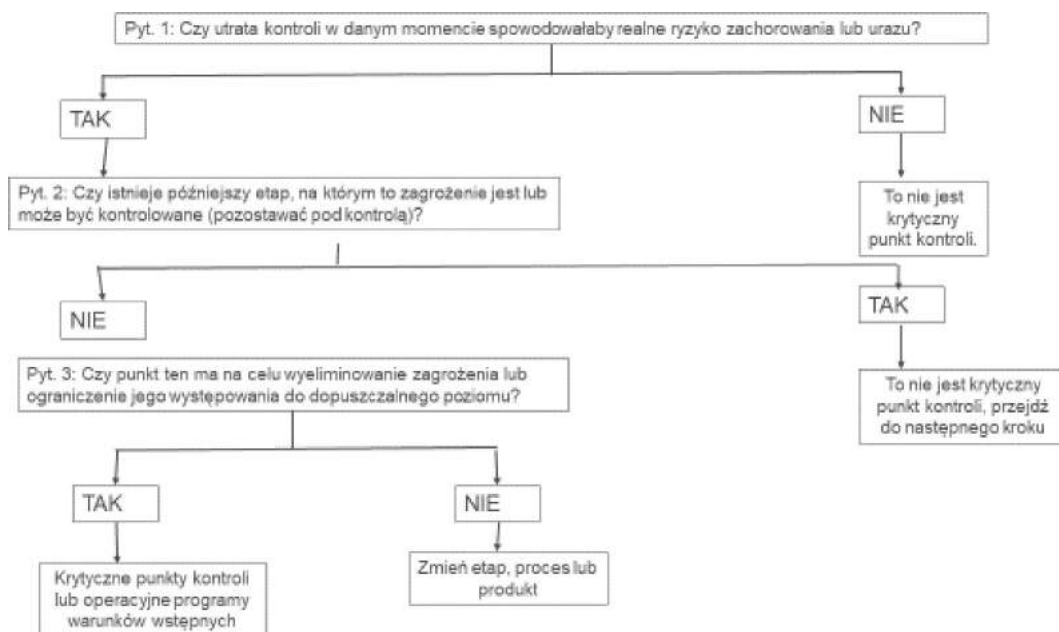 Pyt. 1: Czy utrata kontroli w danym momencie spowodowałaby realne ryzyko zachorowania lub urazu?
TAK
NIE
Pyt. 2: Czy istnieje późniejszy etap, na którym to zagrożenie jest lub
może być kontrolowane (pozostawać pod kontrolą)?
To nie jest
krytyczny
punkt kontroli.
NIE
TAK
Pyt. 3: Czy punkt ten ma na celu wyeliminowanie zagrożenia lub
ograniczenie jego występowania do dopuszczalnego poziomu?
To nie jest krytyczny
punkt kontroli, przejdź
do następnego kroku
TAK
NIE
Krytyczne punkty kontroli
lub operacyjne programy
warunków wstępnych
Zmień etap, proces lub
produkt